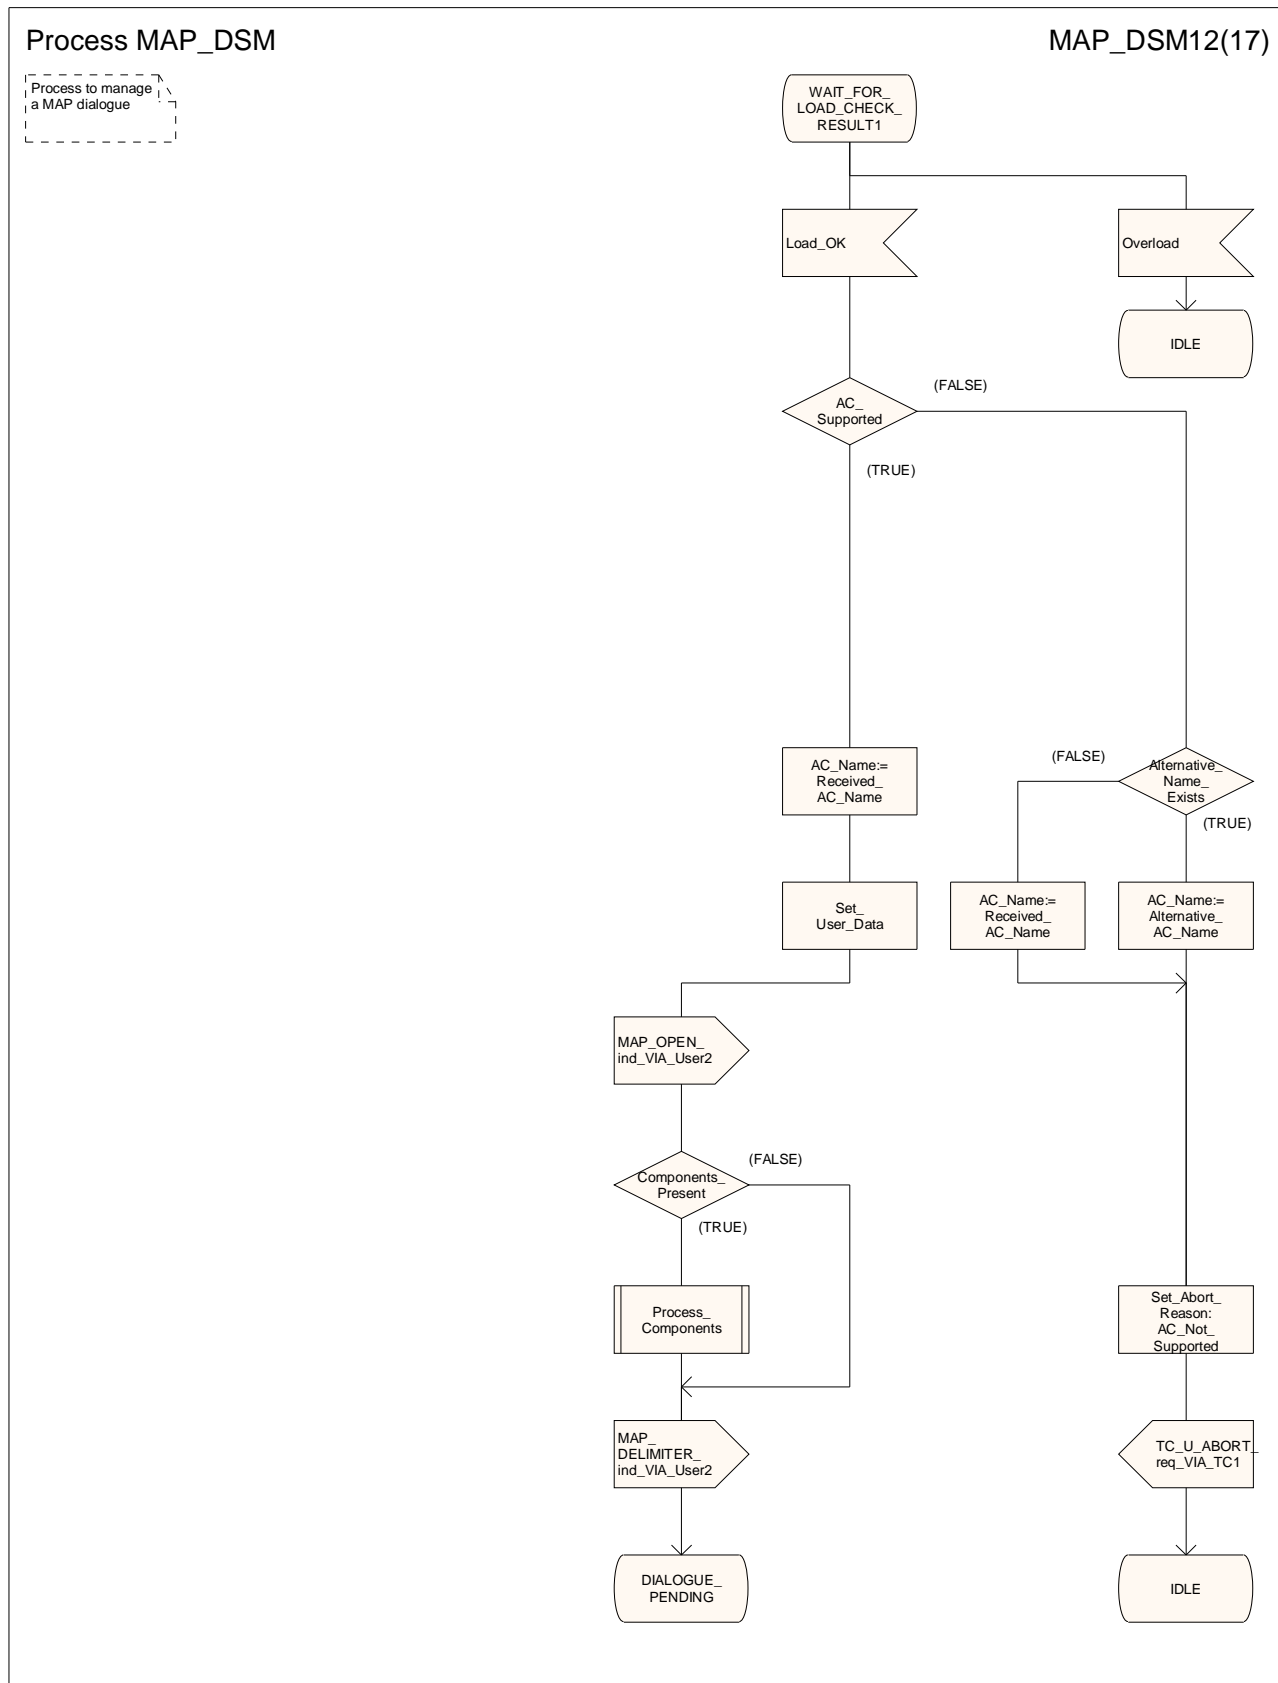 Process MAP_DSM
MAP_DSM12(17)
Process to manage
a MAP dialogue
WAIT_FOR_
LOAD_CHECK_
RESULT1
Load_OK
Overload
IDLE
AC_
Supported
(FALSE)
(TRUE)
AC_Name:=
Received_
AC_Name
(FALSE)
Alternative_
Name_
Exists
(TRUE)
Set_
User_Data
AC_Name:=
Received_
AC_Name
AC_Name:=
Alternative_
AC_Name
MAP_OPEN_
ind_VIA_User2
Components_
Present
(FALSE)
(TRUE)
Process_
Components
Set_Abort_
Reason:
AC_Not_
Supported
MAP_
DELIMITER_
ind_VIA_User2
TC_U_ABORT_
req_VIA_TC1
DIALOGUE_
PENDING
IDLE